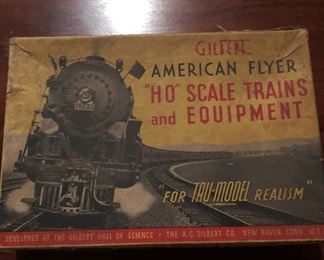 GILBERT
AMERICAN FLYER
"HO" SCALE TRAINS
and EQUIPMENT
"FOR TRU-MODEL REALISM"
DEVELOPED AT THE GILBERT HALL OF SCIENCE • THE A.C. GILBERT CO. NEW HAVEN, CONN. U.S.